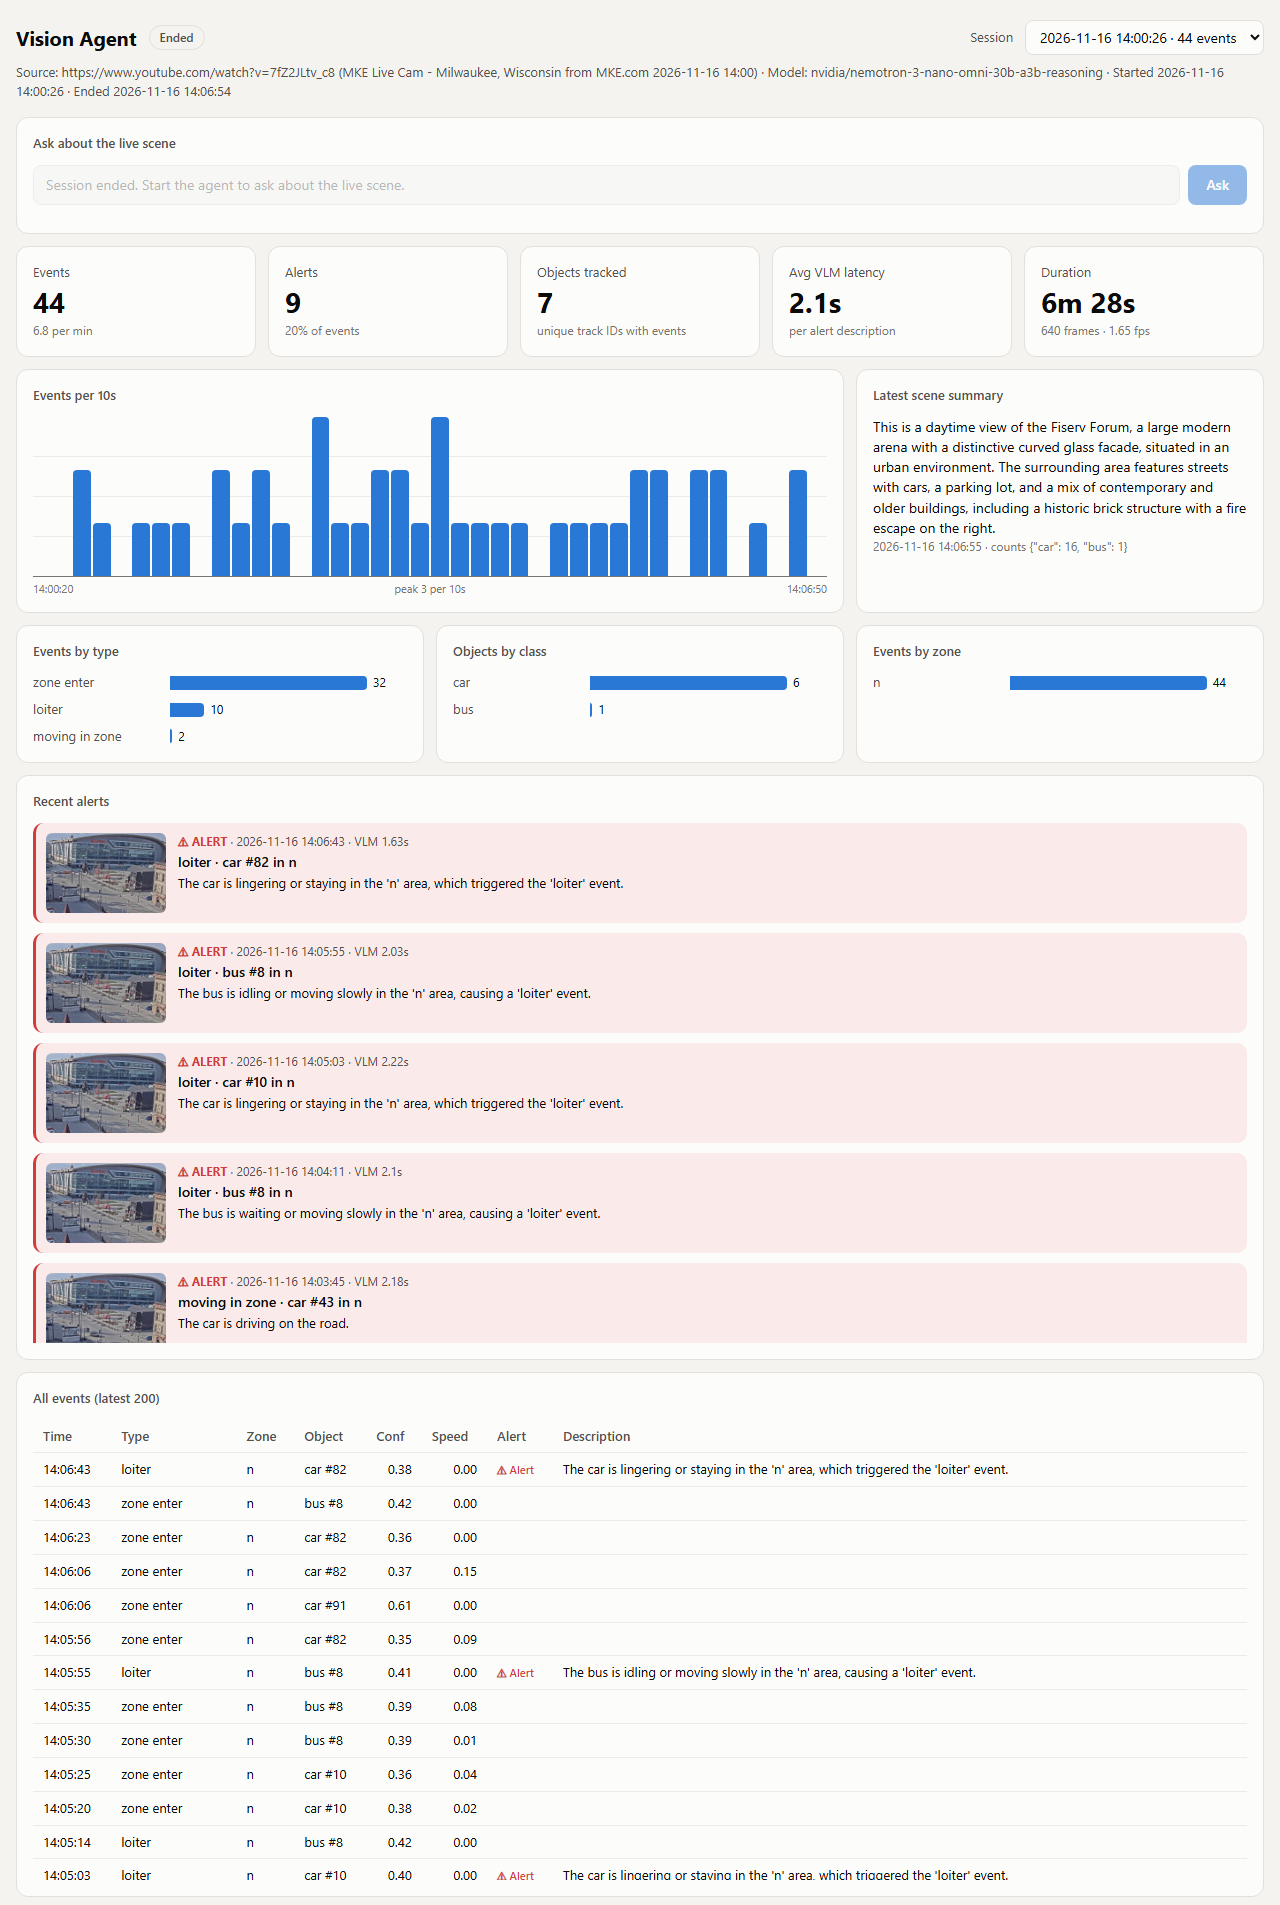 Vision Agent
Ended
Session
2026-11-16 14:00:26 · 44 events
Source: https://www.youtube.com/watch?v=7fZ2JLtv_c8 (MKE Live Cam - Milwaukee, Wisconsin from MKE.com 2026-11-16 14:00) · Model: nvidia/nemotron-3-nano-omni-30b-a3b-reasoning · Started 2026-11-16
14:00:26 · Ended 2026-11-16 14:06:54
Ask about the live scene
Session ended. Start the agent to ask about the live scene.
Ask
Events
44
6.8 per min
Alerts
9
20% of events
Objects tracked
7
unique track IDs with events
Avg VLM latency
2.1s
per alert description
Duration
6m 28s
640 frames · 1.65 fps
Events per 10s
14:00:20
peak 3 per 10s
14:06:50
Latest scene summary
This is a daytime view of the Fiserv Forum, a large modern
arena with a distinctive curved glass facade, situated in an
urban environment. The surrounding area features streets
with cars, a parking lot, and a mix of contemporary and
older buildings, including a historic brick structure with a fire
escape on the right.
2026-11-16 14:06:55 · counts {"car": 16, "bus": 1}
Events by type
zone enter 32
loiter 10
moving in zone 2
Objects by class
car 6
bus 1
Events by zone
n 44
Recent alerts
⚠ ALERT · 2026-11-16 14:06:43 · VLM 1.63s
loiter · car #82 in n
The car is lingering or staying in the 'n' area, which triggered the 'loiter' event.
⚠ ALERT · 2026-11-16 14:05:55 · VLM 2.03s
loiter · bus #8 in n
The bus is idling or moving slowly in the 'n' area, causing a 'loiter' event.
⚠ ALERT · 2026-11-16 14:05:03 · VLM 2.22s
loiter · car #10 in n
The car is lingering or staying in the 'n' area, which triggered the 'loiter' event.
⚠ ALERT · 2026-11-16 14:04:11 · VLM 2.1s
loiter · bus #8 in n
The bus is waiting or moving slowly in the 'n' area, causing a 'loiter' event.
⚠ ALERT · 2026-11-16 14:03:45 · VLM 2.18s
moving in zone · car #43 in n
The car is driving on the road.
All events (latest 200)
Time Type Zone Object Conf Speed Alert Description
14:06:43 loiter n car #82 0.38 0.00 ⚠ Alert The car is lingering or staying in the 'n' area, which triggered the 'loiter' event.
14:06:43 zone enter n bus #8 0.42 0.00
14:06:23 zone enter n car #82 0.36 0.00
14:06:06 zone enter n car #82 0.37 0.15
14:06:06 zone enter n car #91 0.61 0.00
14:05:56 zone enter n car #82 0.35 0.09
14:05:55 loiter n bus #8 0.41 0.00 ⚠ Alert The bus is idling or moving slowly in the 'n' area, causing a 'loiter' event.
14:05:35 zone enter n bus #8 0.39 0.08
14:05:30 zone enter n bus #8 0.39 0.01
14:05:25 zone enter n car #10 0.36 0.04
14:05:20 zone enter n car #10 0.38 0.02
14:05:14 loiter n bus #8 0.42 0.00
14:05:03 loiter n car #10 0.40 0.00 ⚠ Alert The car is lingering or staying in the 'n' area, which triggered the 'loiter' event.